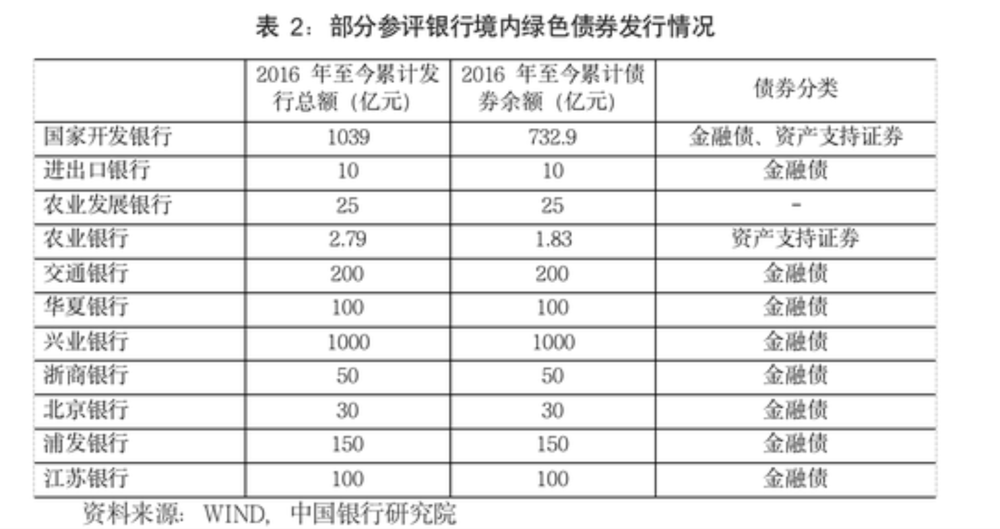 表 2：部分参评银行境内绿色债券发行情况
2016 年至今累计发 2016 年至今累计债 债券分类
行总额（亿元） 券余额（亿元）
国家开发银行 1039 732.9 金融债、资产支持证券
进出口银行 10 10 金融债
农业发展银行 25 25 -
农业银行 2.79 1.83 资产支持证券
交通银行 200 200 金融债
华夏银行 100 100 金融债
兴业银行 1000 1000 金融债
浙商银行 50 50 金融债
北京银行 30 30 金融债
浦发银行 150 150 金融债
江苏银行 100 100 金融债
资料来源：WIND，中国银行研究院